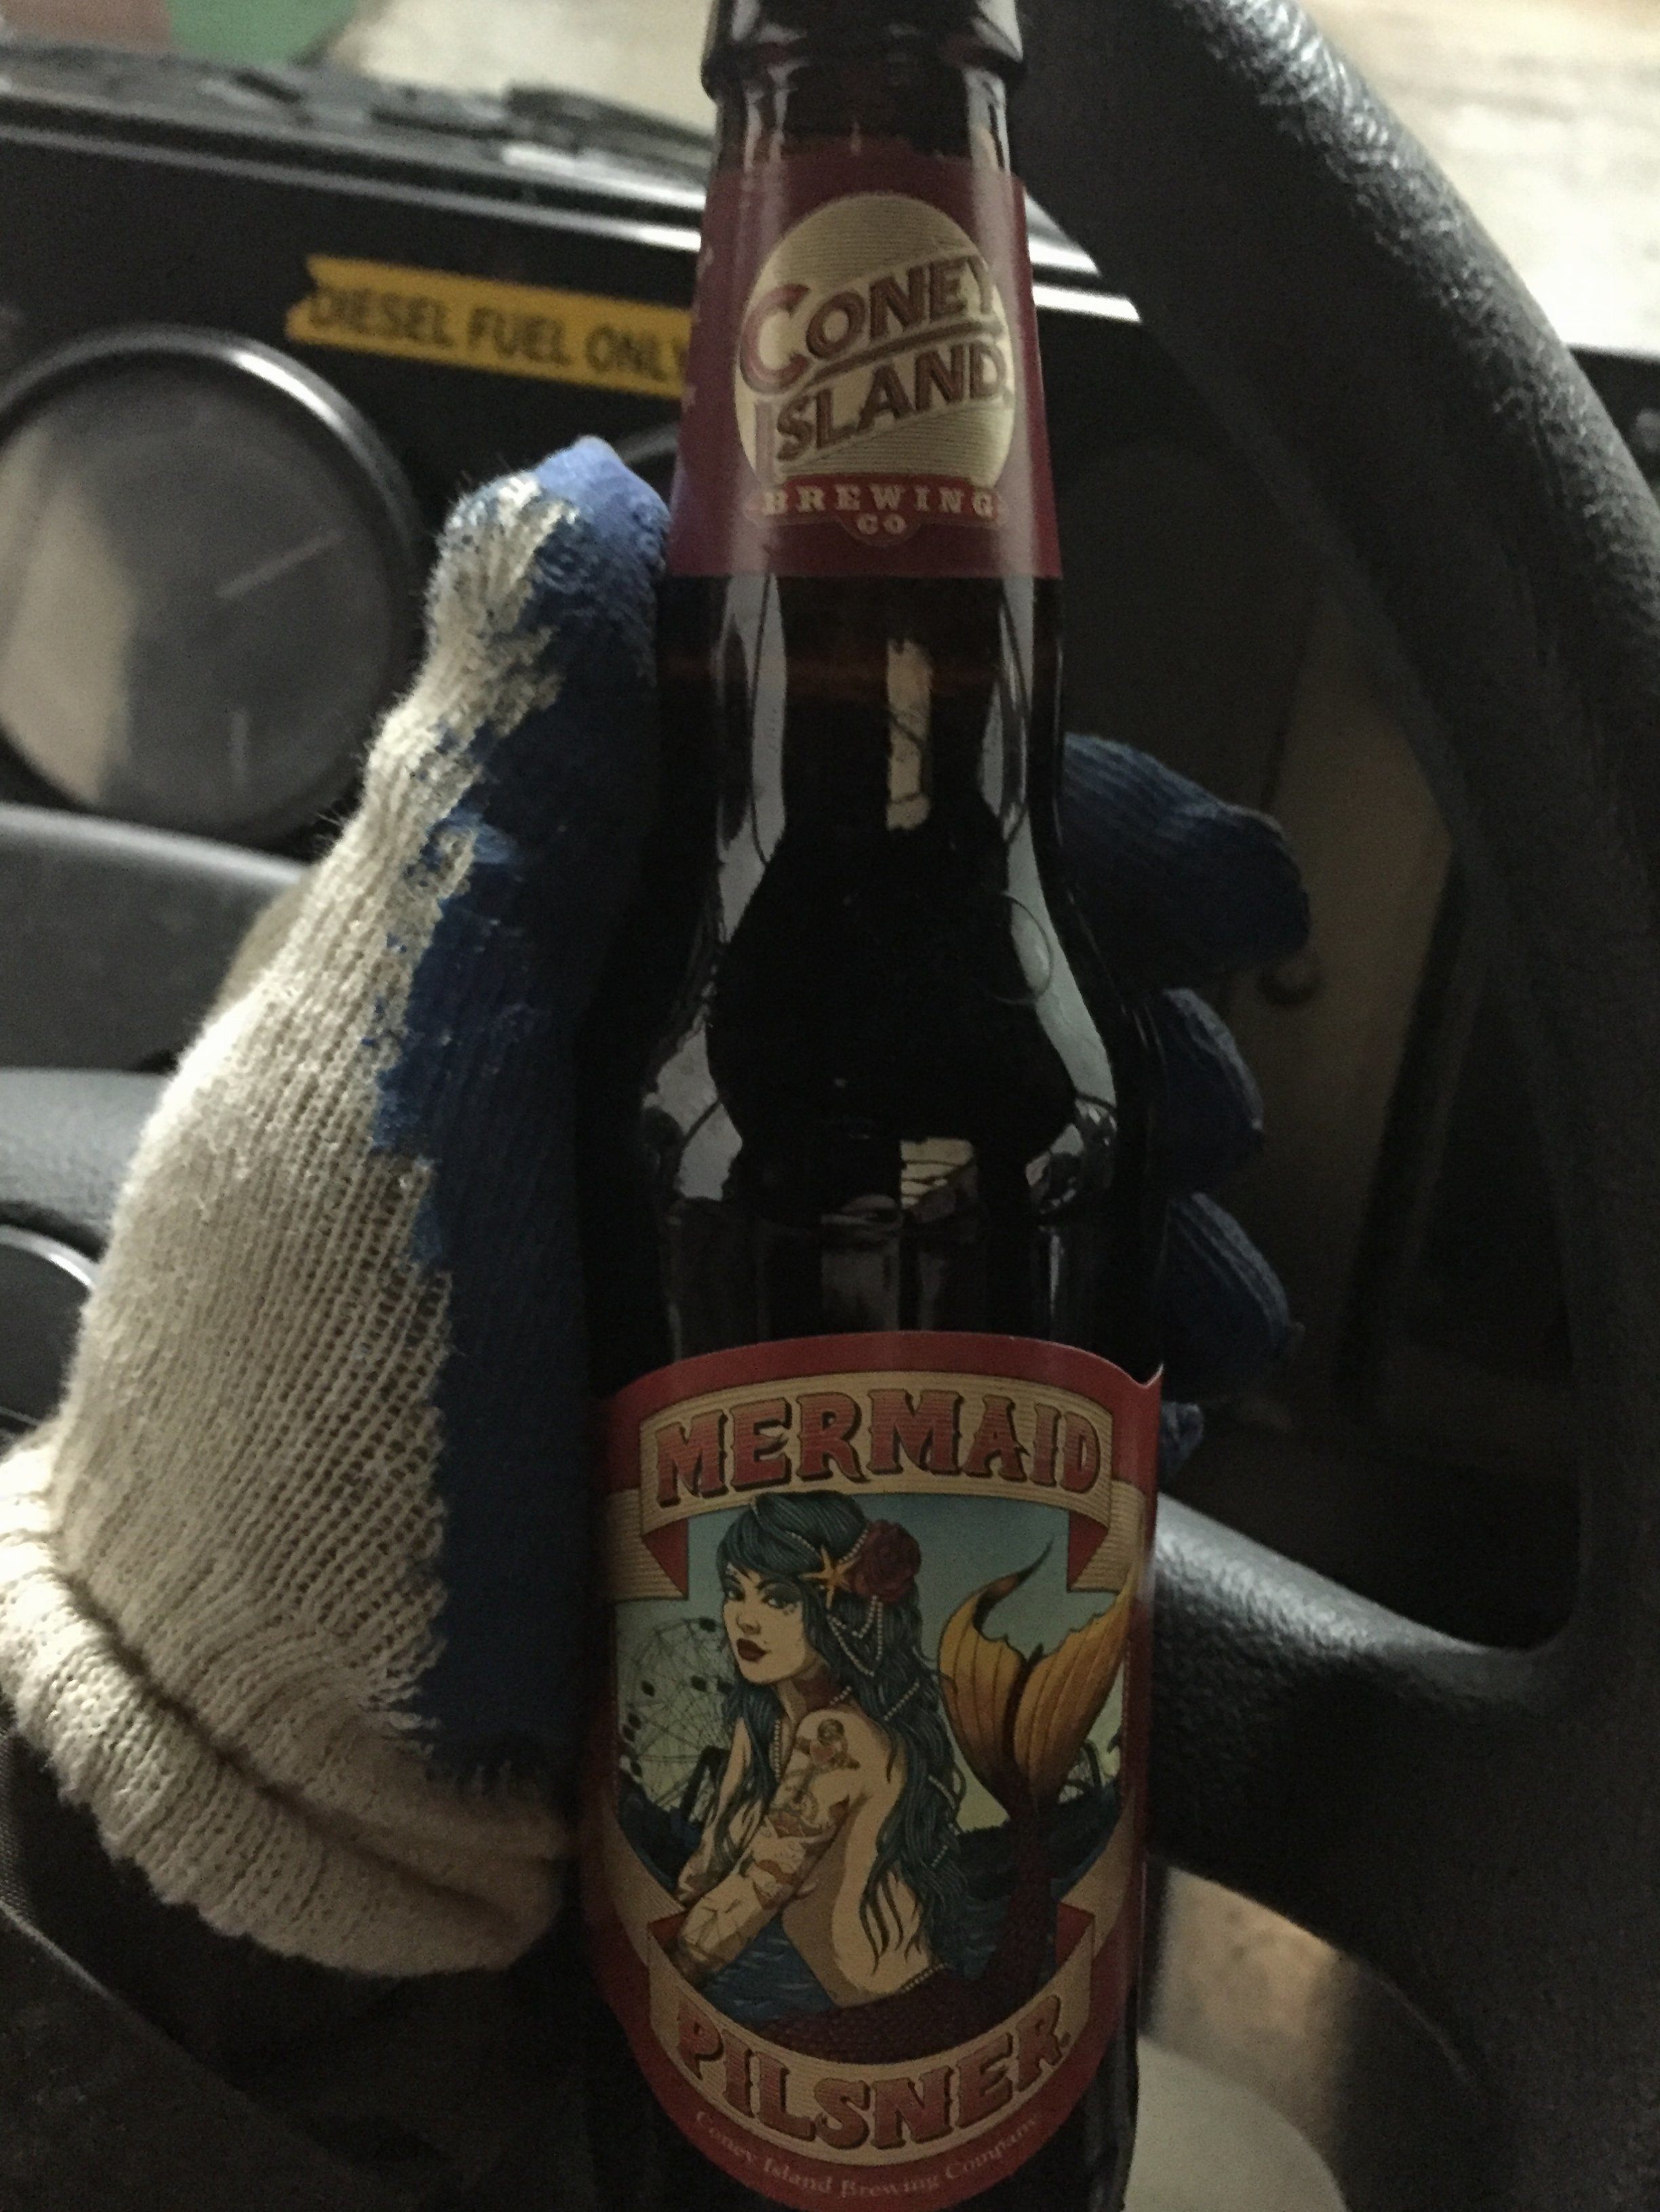 DIESEL FUEL ONLY
CONEY
ISLAND
BREWING
CO
MERMAID
PILSNER
Coney Island Brewing Company